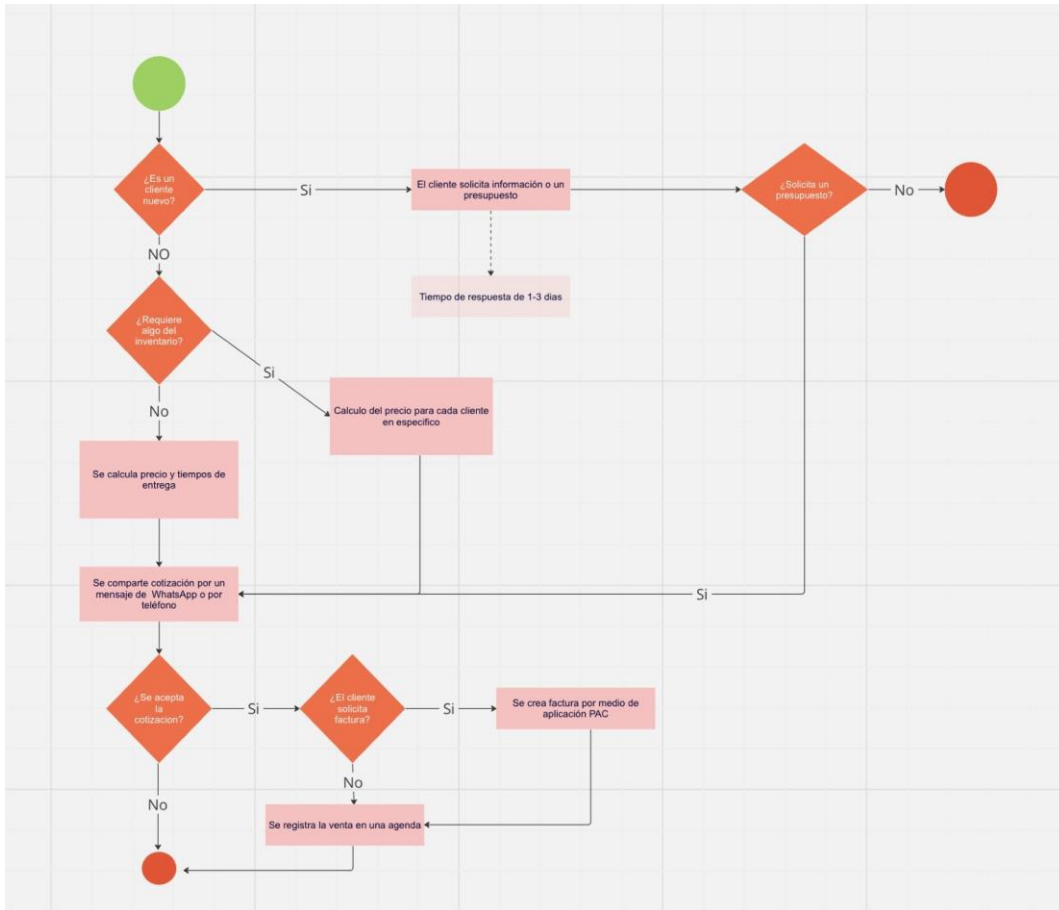 ¿Es un
cliente
nuevo?
Si
El cliente solicita información o un
presupuesto
¿Solicita un
presupuesto?
No
NO
Tiempo de respuesta de 1-3 dias
¿Requiere
algo del
inventario?
Si
Calculo del precio para cada cliente
en especifico
No
Se calcula precio y tiempos de
entrega
Se comparte cotización por un
mensaje de WhatsApp o por
teléfono
Si
¿Se acepta
la
cotizacion?
Si
¿El cliente
solicita
factura?
Si
Se crea factura por medio de
aplicación PAC
No
No
Se registra la venta en una agenda